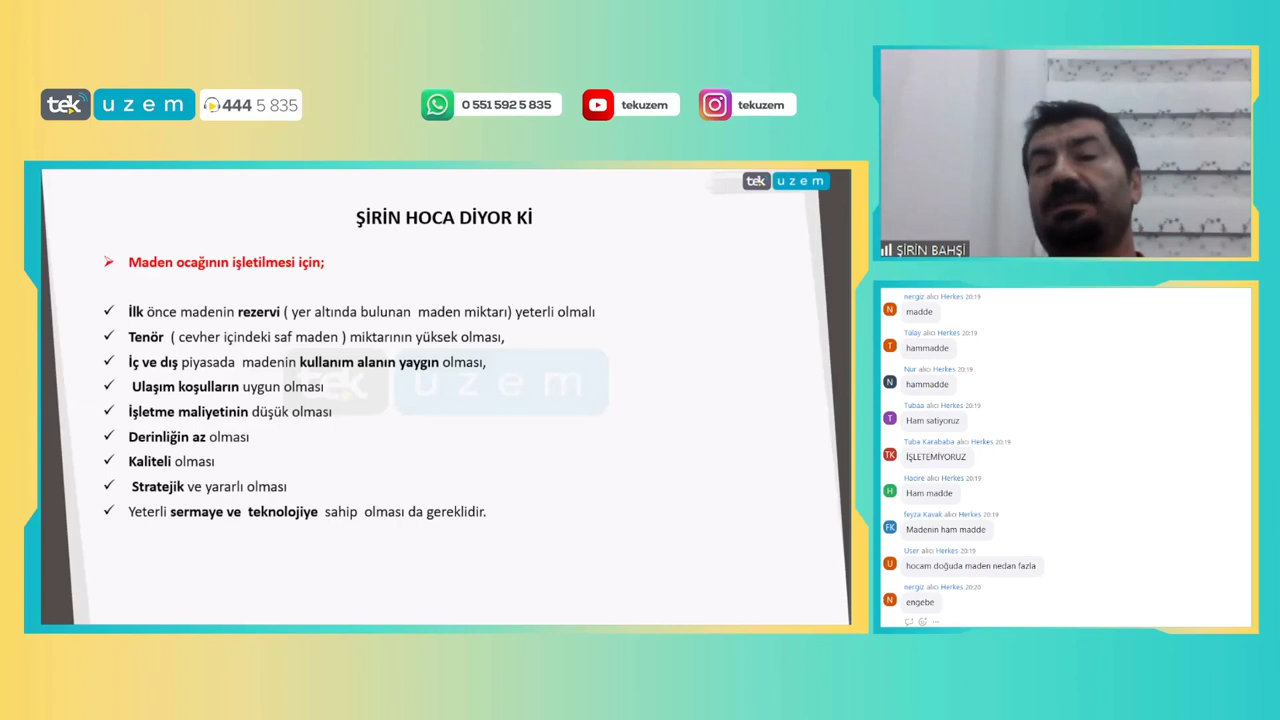 tek uzem 444 5 835
0 551 592 5 835
tekuzem
tekuzem
tek uzem
ŞİRİN HOCA DİYOR Kİ
Maden ocağının işletilmesi için;
İlk önce madenin rezervi ( yer altında bulunan maden miktarı) yeterli olmalı
Tenör ( cevher içindeki saf maden ) miktarının yüksek olması,
İç ve dış piyasada madenin kullanım alanın yaygın olması,
Ulaşım koşulların uygun olması
İşletme maliyetinin düşük olması
Derinliğin az olması
Kaliteli olması
Stratejik ve yararlı olması
Yeterli sermaye ve teknolojiye sahip olması da gereklidir.
tek uzem
ŞİRİN BAHŞİ
nergiz alıcı Herkes 20:19
N madde
Tülay alıcı Herkes 20:19
T hammadde
Nur alıcı Herkes 20:19
N hammadde
Tubaa alıcı Herkes 20:19
T Ham satiyoruz
Tuba Karababa alıcı Herkes 20:19
TK İŞLETEMİYORUZ
Hacire alıcı Herkes 20:19
H Ham madde
feyza Kavali alıcı Herkes 20:19
FK Madenin ham madde
User alıcı Herkes 20:19
U hocam doğuda maden nedan fazla
nergiz alıcı Herkes 20:20
N engebe